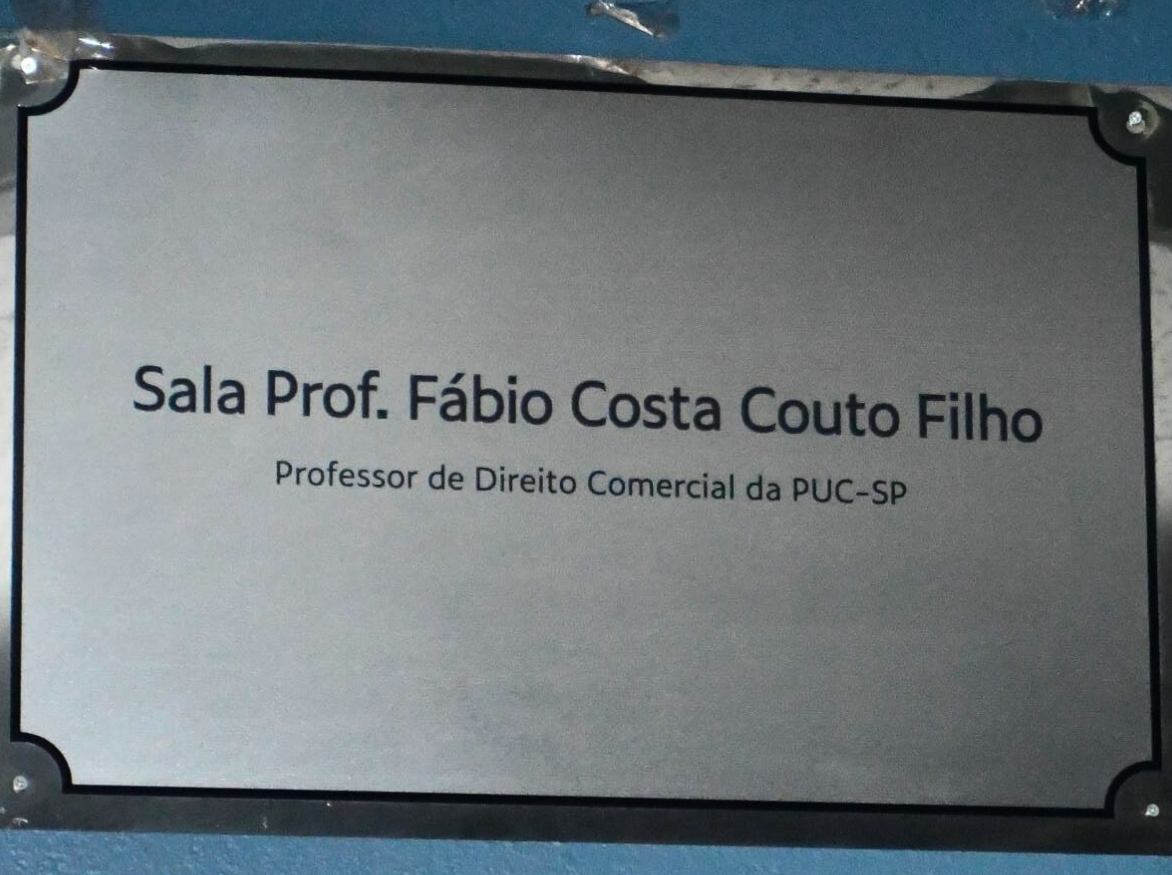 Sala Prof. Fábio Costa Couto Filho
Professor de Direito Comercial da PUC-SP